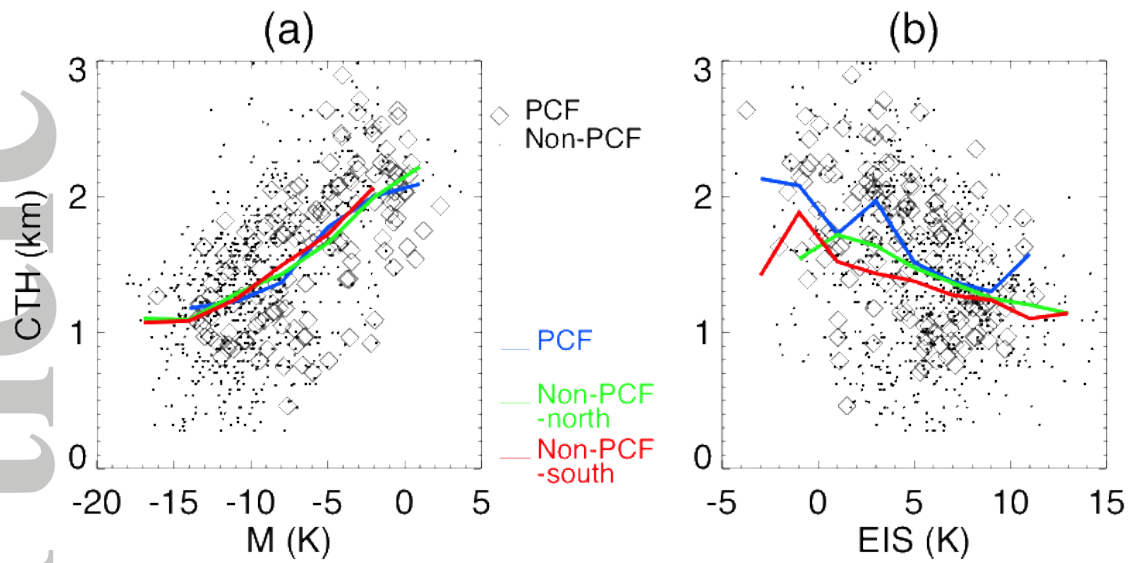 (a)
(b)
3
2
1
0
CTH (km)
-20 -15 -10 -5 0 5
M (K)
PCF
Non-PCF
PCF
Non-PCF
-north
Non-PCF
-south
3
2
1
0
-5 0 5 10 15
EIS (K)